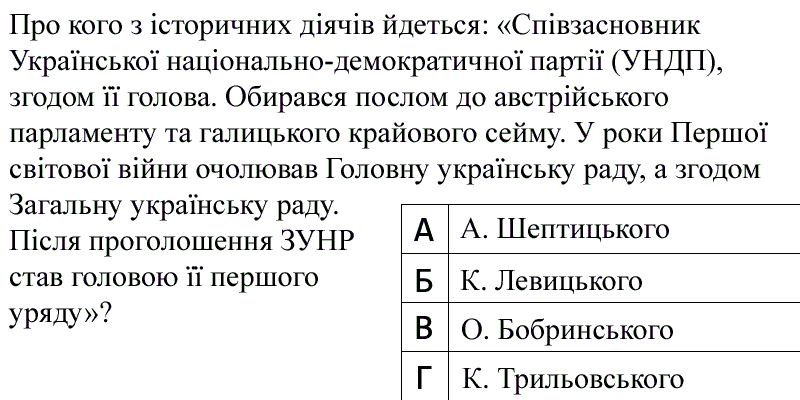 Про кого з історичних діячів йдеться: «Співзасновник
Української національно-демократичної партії (УНДП),
згодом її голова. Обирався послом до австрійського
парламенту та галицького крайового сейму. У роки Першої
світової війни очолював Головну українську раду, а згодом
Загальну українську раду.
Після проголошення ЗУНР
став головою її першого
уряду»?
А А. Шептицького
Б К. Левицького
В О. Бобринського
Г К. Трильовського